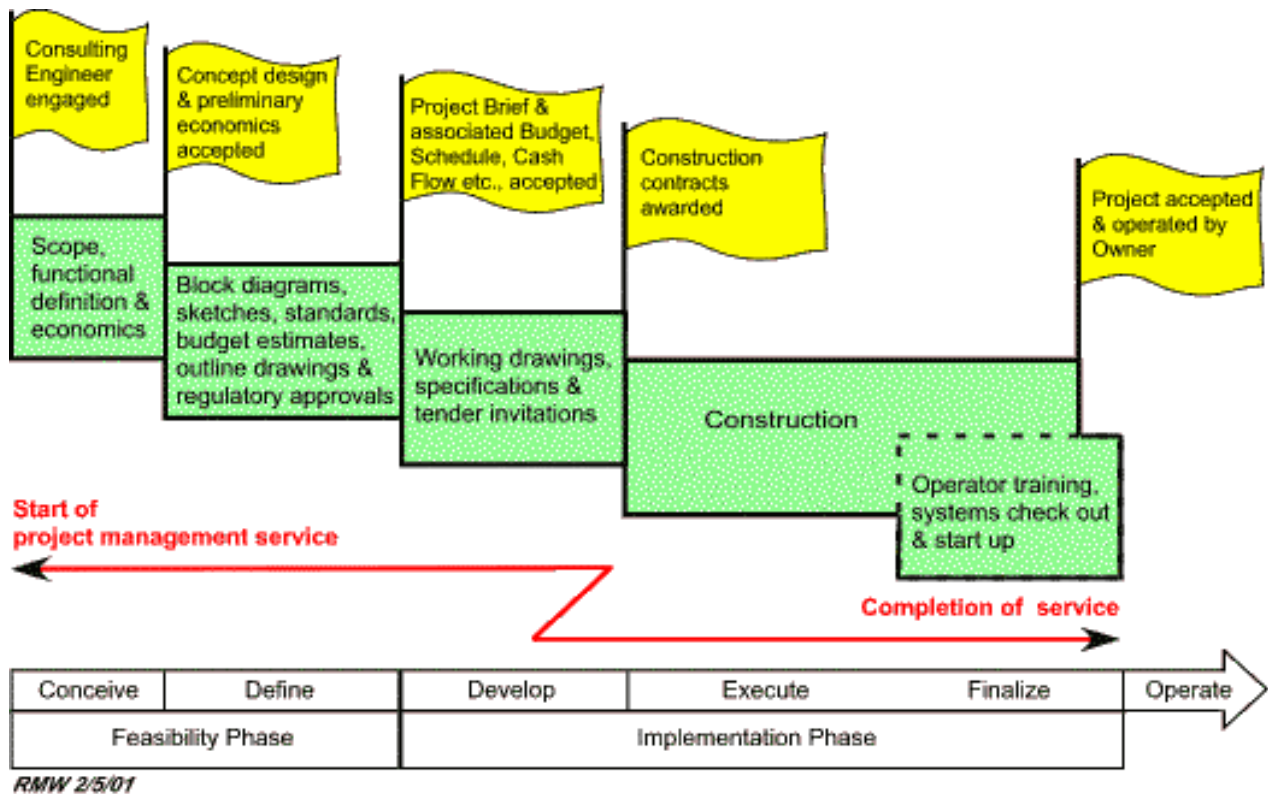 Consulting
Engineer
engaged
Concept design
& preliminary
economics
accepted
Project Brief &
associated Budget,
Schedule, Cash
Flow etc., accepted
Construction
contracts
awarded
Project accepted
& operated by
Owner
Scope,
functional
definition &
economics
Block diagrams,
sketches, standards,
budget estimates,
outline drawings &
regulatory approvals
Working drawings,
specifications &
tender invitations
Construction
Operator training,
systems check out
& start up
Start of
project management service
Completion of service
Conceive Define Develop Execute Finalize Operate
Feasibility Phase Implementation Phase
RMW 2/5/01